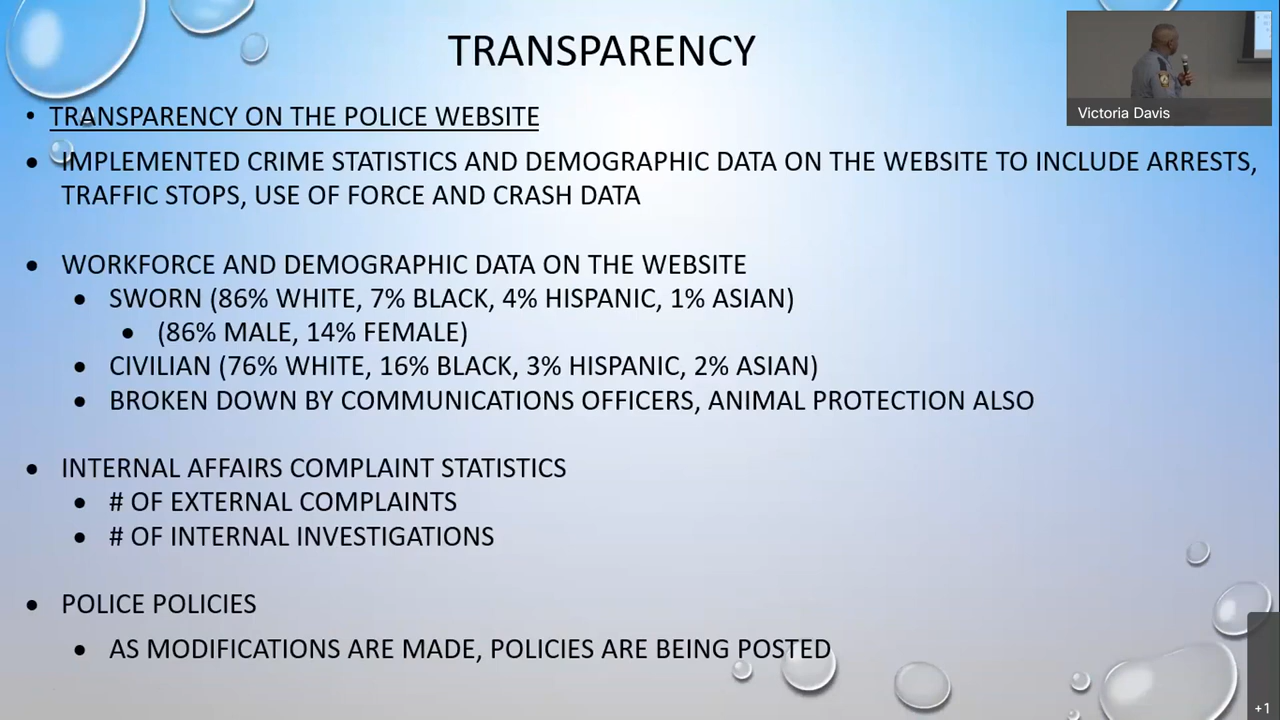 TRANSPARENCY
Victoria Davis
• TRANSPARENCY ON THE POLICE WEBSITE
• IMPLEMENTED CRIME STATISTICS AND DEMOGRAPHIC DATA ON THE WEBSITE TO INCLUDE ARRESTS,
TRAFFIC STOPS, USE OF FORCE AND CRASH DATA
• WORKFORCE AND DEMOGRAPHIC DATA ON THE WEBSITE
• SWORN (86% WHITE, 7% BLACK, 4% HISPANIC, 1% ASIAN)
• (86% MALE, 14% FEMALE)
• CIVILIAN (76% WHITE, 16% BLACK, 3% HISPANIC, 2% ASIAN)
• BROKEN DOWN BY COMMUNICATIONS OFFICERS, ANIMAL PROTECTION ALSO
• INTERNAL AFFAIRS COMPLAINT STATISTICS
• # OF EXTERNAL COMPLAINTS
• # OF INTERNAL INVESTIGATIONS
• POLICE POLICIES
• AS MODIFICATIONS ARE MADE, POLICIES ARE BEING POSTED
+1